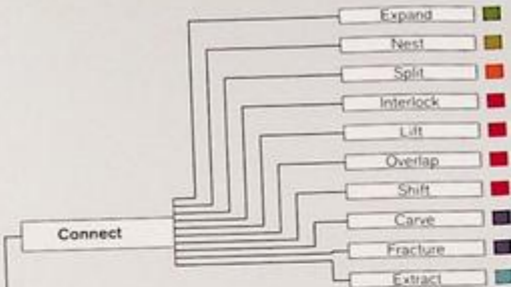 Expand
Nest
Split
Interlock
Lift
Overlap
Shift
Carve
Connect
Fracture
Extract